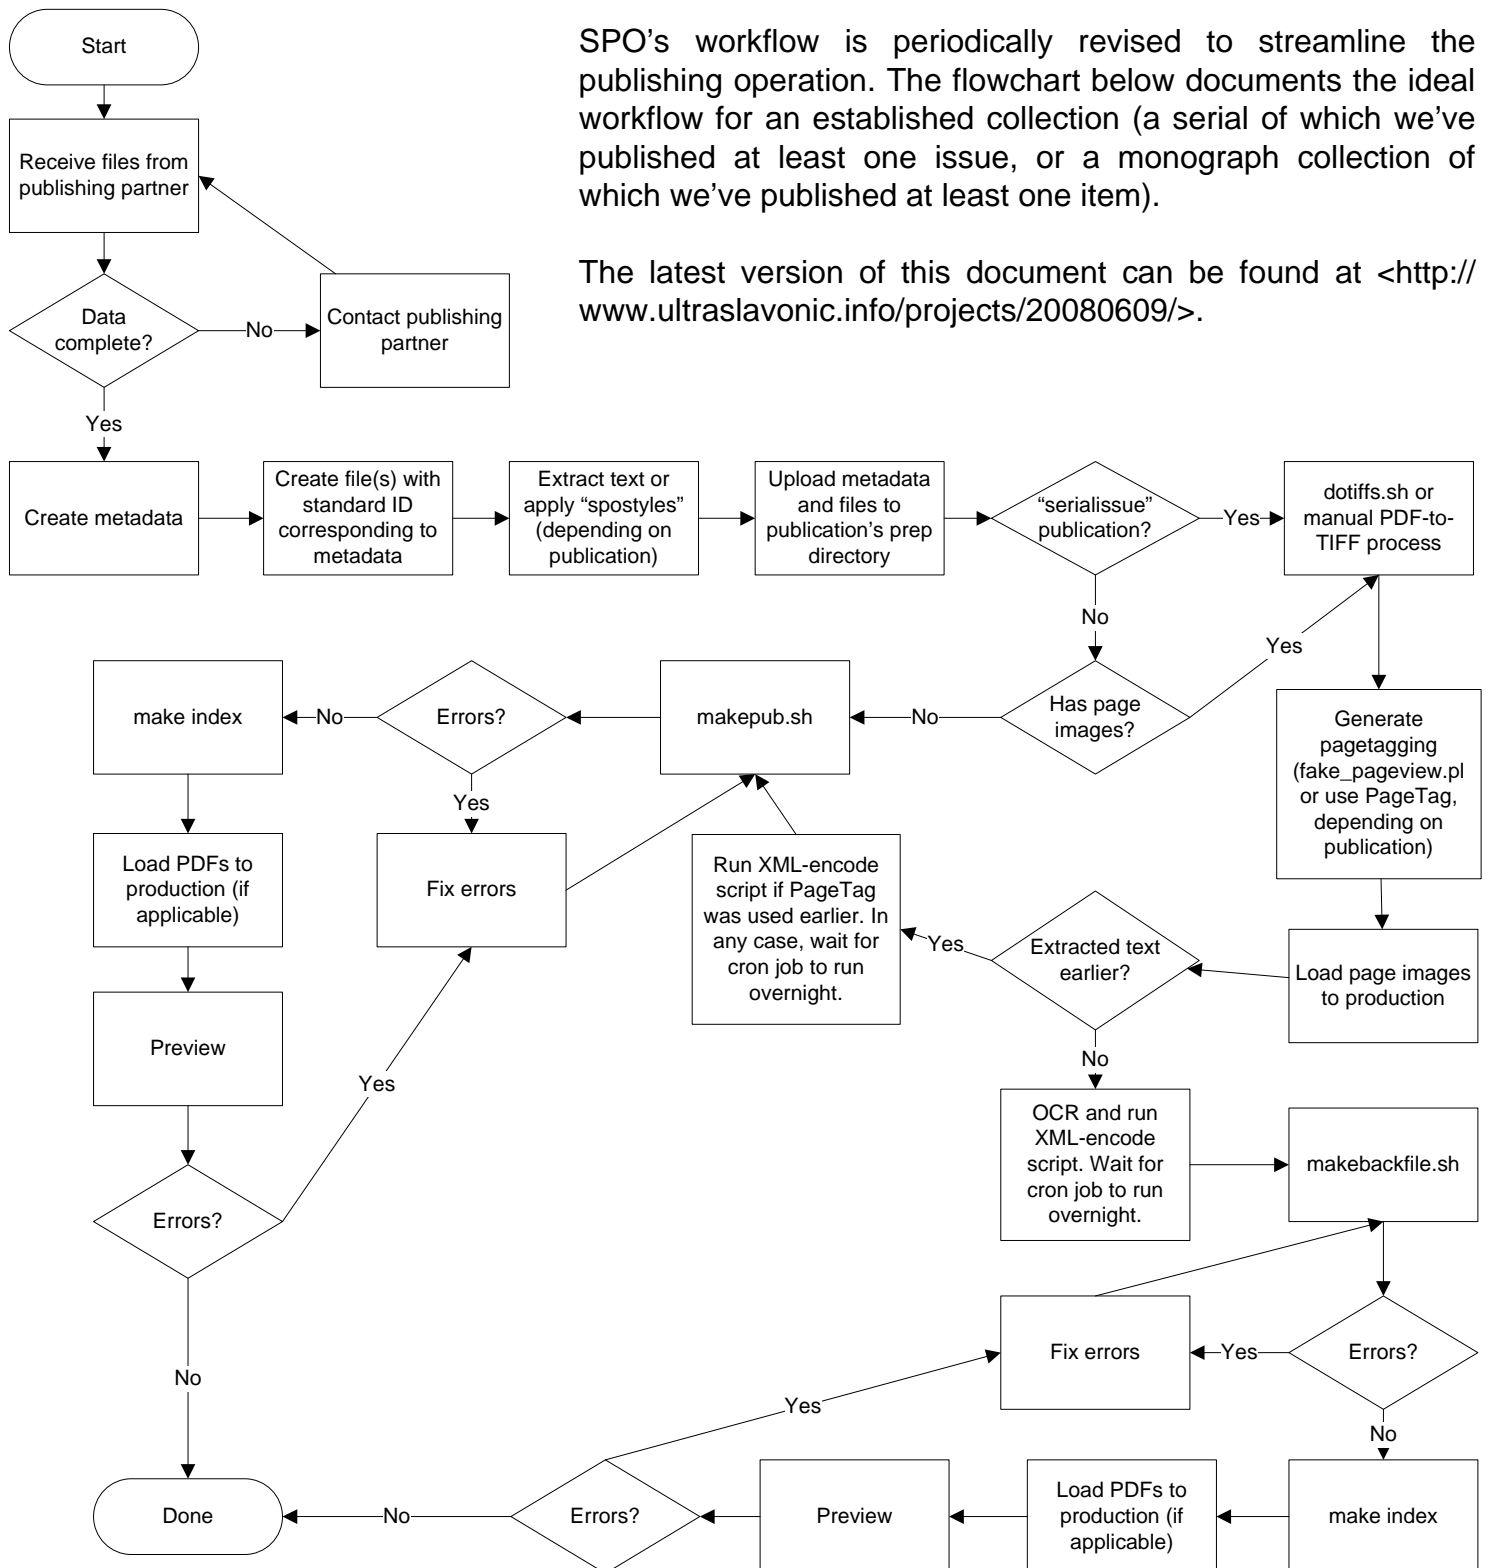 Start
SPO’s workflow is periodically revised to streamline the
publishing operation. The flowchart below documents the ideal
workflow for an established collection (a serial of which we’ve
published at least one issue, or a monograph collection of
which we’ve published at least one item).
The latest version of this document can be found at <http://
www.ultraslavonic.info/projects/20080609/>.
Receive files from
publishing partner
Data
complete?
No
Contact publishing
partner
Yes
Create metadata
Create file(s) with
standard ID
corresponding to
metadata
Extract text or
apply “spostyles”
(depending on
publication)
Upload metadata
and files to
publication’s prep
directory
“serialissue”
publication?
Yes
dotiffs.sh or
manual PDF-to-
TIFF process
No
Yes
Has page
images?
No
makepub.sh
Errors?
No
make index
Generate
pagetagging
(fake_pageview.pl
or use PageTag,
depending on
publication)
Yes
Fix errors
Load PDFs to
production (if
applicable)
Run XML-encode
script if PageTag
was used earlier. In
any case, wait for
cron job to run
overnight.
Yes
Extracted text
earlier?
Load page images
to production
Preview
Yes
No
OCR and run
XML-encode
script. Wait for
cron job to run
overnight.
makebackfile.sh
Errors?
No
Fix errors
Yes
Errors?
Yes
No
Done
No
Errors?
Preview
Load PDFs to
production (if
applicable)
make index